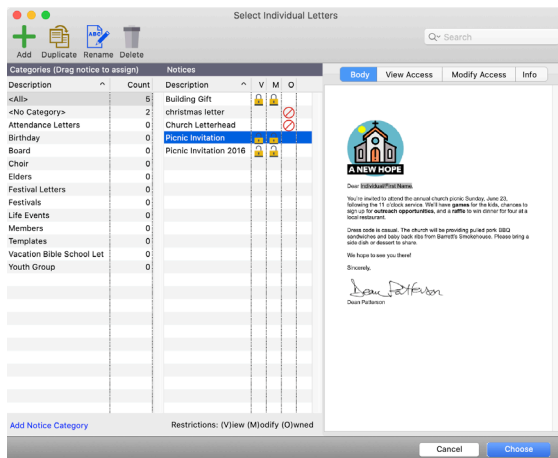 Select Individual Letters
Add Duplicate Rename Delete
Search
Categories (Drag notice to assign) Notices
Description Count Description V M O
<All> 5
<No Category> 2
Attendance Letters 0
Birthday 0
Board 0
Choir 0
Elders 0
Festival Letters 0
Festivals 0
Life Events 0
Members 0
Templates 0
Vacation Bible School Let 0
Youth Group 0
Building Gift
christmas letter
Church Letterhead
Picnic Invitation
Picnic Invitation 2016
Add Notice Category
Restrictions: (V)iew (M)odify (O)wned
Body View Access Modify Access Info
A NEW HOPE
Dear Individual/First Name,
You're invited to attend the annual church picnic Sunday, June 23,
following the 11 o'clock service. We'll have games for the kids, chances to
sign up for outreach opportunities, and a raffle to win dinner for four at a
local restaurant.
Dress code is casual. The church will be providing pulled pork BBQ
sandwiches and baby back ribs from Barrett's Smokehouse. Please bring a
side dish or dessert to share.
We hope to see you there!
Sincerely,
Dean Patterson
Dean Patterson
Cancel Choose